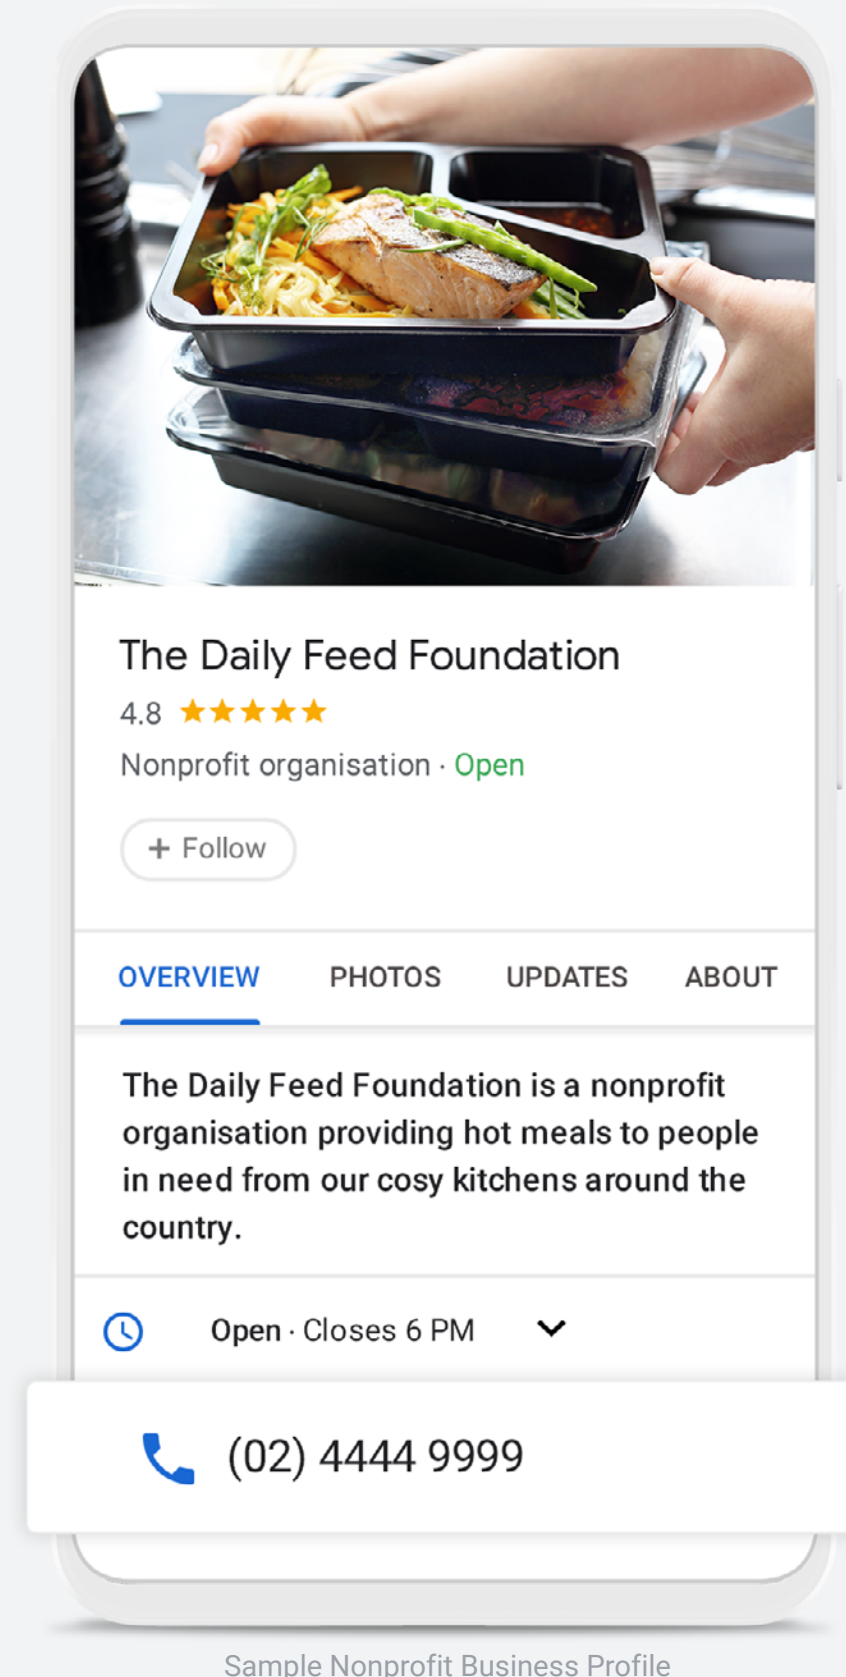 The Daily Feed Foundation
4.8
Nonprofit organisation · Open
+ Follow
OVERVIEW PHOTOS UPDATES ABOUT
The Daily Feed Foundation is a nonprofit
organisation providing hot meals to people
in need from our cosy kitchens around the
country.
Open · Closes 6 PM
(02) 4444 9999
Sample Nonprofit Business Profile